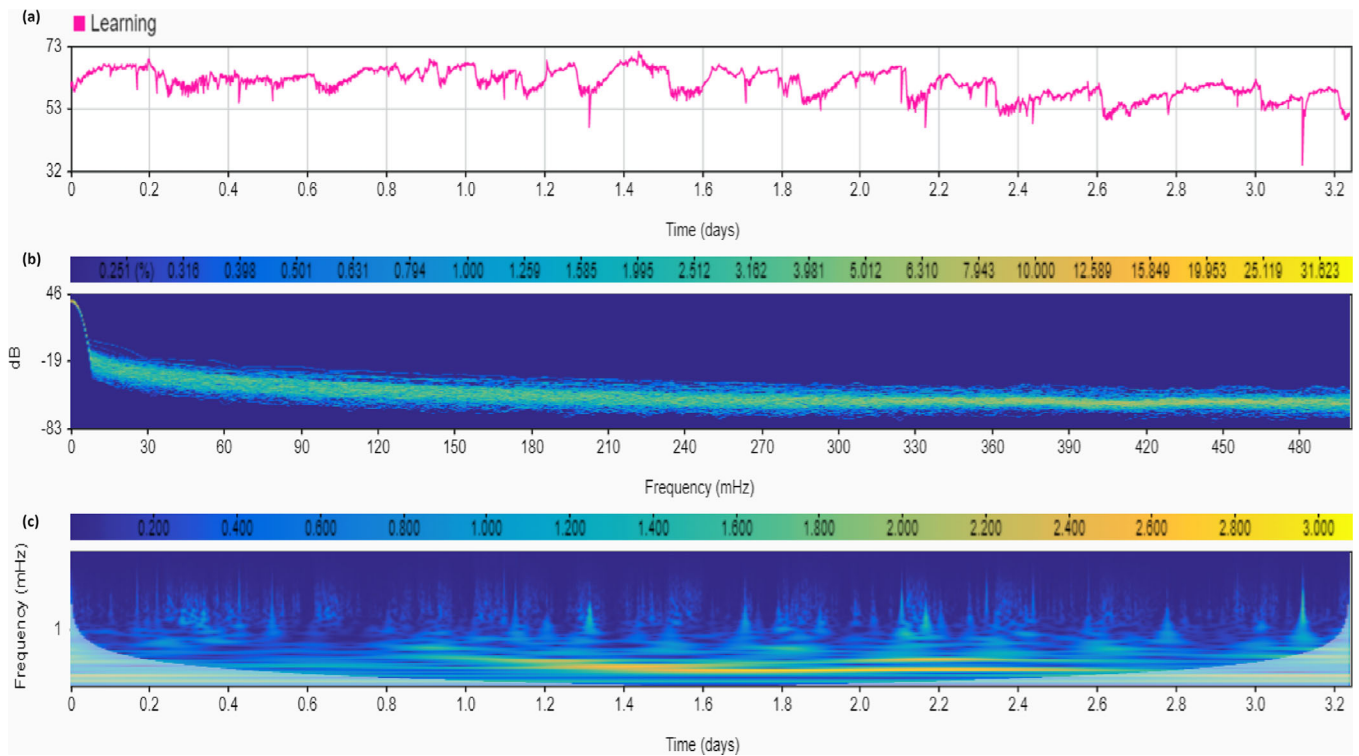 (a)
Learning
73
53
32
0 0.2 0.4 0.6 0.8 1.0 1.2 1.4 1.6 1.8 2.0 2.2 2.4 2.6 2.8 3.0 3.2
Time (days)
(b)
0.251 (%) 0.316 0.398 0.501 0.631 0.794 1.000 1.259 1.585 1.995 2.512 3.162 3.981 5.012 6.310 7.943 10.000 12.589 15.849 19.953 25.119 31.623
46
-19
-83
dB
0 30 60 90 120 150 180 210 240 270 300 330 360 390 420 450 480
Frequency (mHz)
(c)
0.200 0.400 0.600 0.800 1.000 1.200 1.400 1.600 1.800 2.000 2.200 2.400 2.600 2.800 3.000
Frequency (mHz)
1
0 0.2 0.4 0.6 0.8 1.0 1.2 1.4 1.6 1.8 2.0 2.2 2.4 2.6 2.8 3.0 3.2
Time (days)